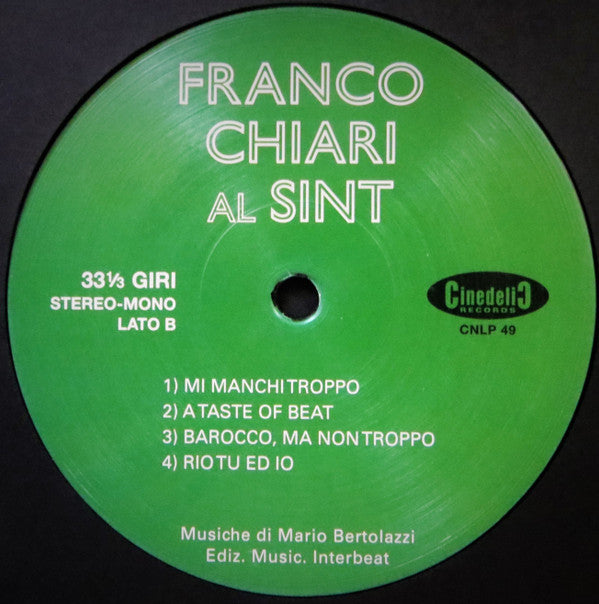 FRANCO
CHIARI
AL SINT
33⅓ GIRI
STEREO-MONO
LATO B
CinedeliC
RECORDS
CNLP 49
1) MI MANCHI TROPPO
2) A TASTE OF BEAT
3) BAROCCO, MA NON TROPPO
4) RIO TU ED IO
Musiche di Mario Bertolazzi
Ediz. Music. Interbeat